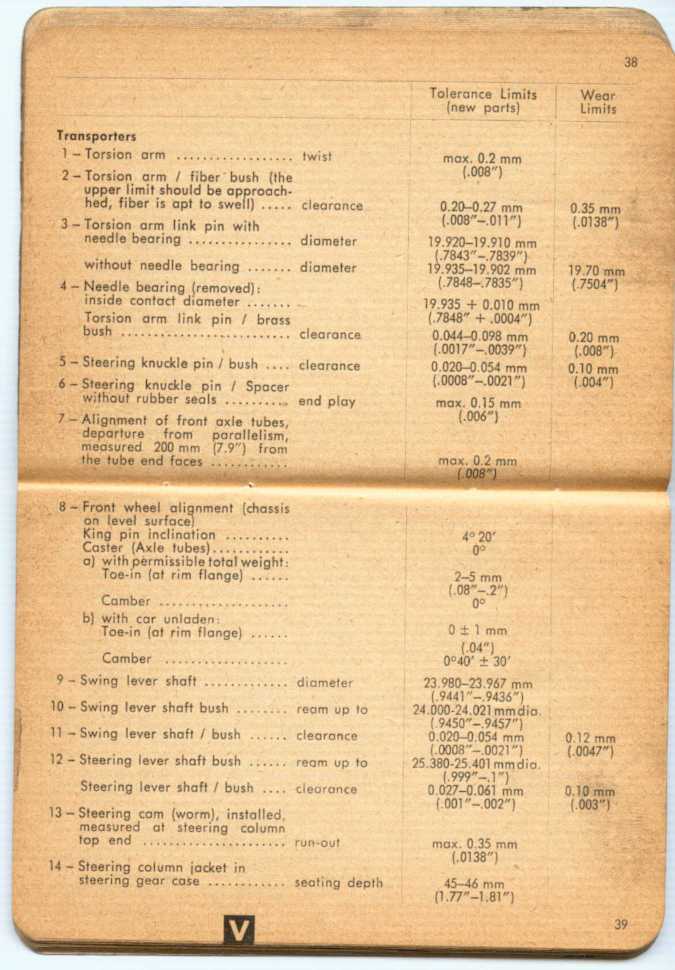 38
Tolerance Limits (new parts) Wear Limits
Transporters
1 – Torsion arm .................. twist max. 0.2 mm
(.008″)
2 – Torsion arm / fiber bush (the
upper limit should be approach-
hed, fiber is apt to swell) ..... clearance 0.20–0.27 mm 0.35 mm
(.008″–.011″) (.0138″)
3 – Torsion arm link pin with
needle bearing ................ diameter 19.920–19.910 mm
(.7843″–.7839″)
without needle bearing ....... diameter 19.935–19.902 mm 19.70 mm
(.7848–.7835″) (.7504″)
4 – Needle bearing (removed):
inside contact diameter ....... 19.935 + 0.010 mm
(.7848″ + .0004″)
Torsion arm link pin / brass
bush .......................... clearance 0.044–0.098 mm 0.20 mm
(.0017″–.0039″) (.008″)
5 – Steering knuckle pin / bush .... clearance 0.020–0.054 mm 0.10 mm
(.0008″–.0021″) (.004″)
6 – Steering knuckle pin / Spacer
without rubber seals .......... end play max. 0.15 mm
(.006″)
7 – Alignment of front axle tubes,
departure from parallelism,
measured 200 mm (7.9″) from
the tube end faces ............ max. 0.2 mm
(.008″)
8 – Front wheel alignment (chassis
on level surface)
King pin inclination .......... 4° 20′
Caster (Axle tubes)............ 0°
a) with permissible total weight:
Toe-in (at rim flange) ...... 2–5 mm
(.08″–.2″)
Camber .................... 0°
b) with car unladen:
Toe-in (at rim flange) ...... 0 ± 1 mm
(.04″)
Camber ................... 0°40′ ± 30′
9 – Swing lever shaft ............. diameter 23.980–23.967 mm
(.9441″–.9436″)
10 – Swing lever shaft bush ........ ream up to 24.000-24.021 mm dia.
(.9450″–.9457″)
11 – Swing lever shaft / bush ...... clearance 0.020–0.054 mm 0.12 mm
(.0008″–.0021″) (.0047″)
12 – Steering lever shaft bush ...... ream up to 25.380-25.401 mm dia.
(.999″–.1″)
Steering lever shaft / bush .... clearance 0.027–0.061 mm 0.10 mm
(.001″–.002″) (.003″)
13 – Steering cam (worm), installed,
measured at steering column
top end ...................... run-out max. 0.35 mm
(.0138″)
14 – Steering column jacket in
steering gear case ............ seating depth 45–46 mm
(1.77″–1.81″)
V
39